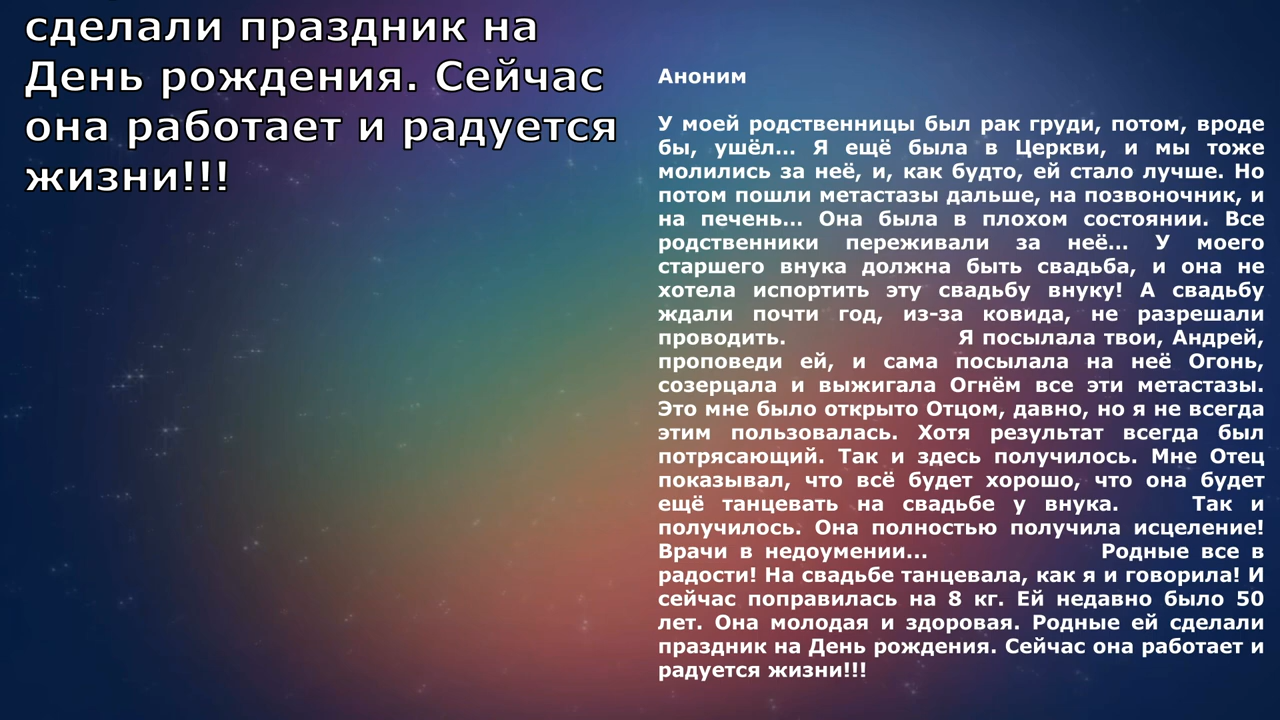 сделали праздник на
День рождения. Сейчас
она работает и радуется
жизни!!!
Аноним
У моей родственницы был рак груди, потом, вроде
бы, ушёл... Я ещё была в Церкви, и мы тоже
молились за неё, и, как будто, ей стало лучше. Но
потом пошли метастазы дальше, на позвоночник, и
на печень... Она была в плохом состоянии. Все
родственники переживали за неё... У моего
старшего внука должна быть свадьба, и она не
хотела испортить эту свадьбу внуку! А свадьбу
ждали почти год, из-за ковида, не разрешали
проводить. Я посылала твои, Андрей,
проповеди ей, и сама посылала на неё Огонь,
созерцала и выжигала Огнём все эти метастазы.
Это мне было открыто Отцом, давно, но я не всегда
этим пользовалась. Хотя результат всегда был
потрясающий. Так и здесь получилось. Мне Отец
показывал, что всё будет хорошо, что она будет
ещё танцевать на свадьбе у внука. Так и
получилось. Она полностью получила исцеление!
Врачи в недоумении... Родные все в
радости! На свадьбе танцевала, как я и говорила! И
сейчас поправилась на 8 кг. Ей недавно было 50
лет. Она молодая и здоровая. Родные ей сделали
праздник на День рождения. Сейчас она работает и
радуется жизни!!!